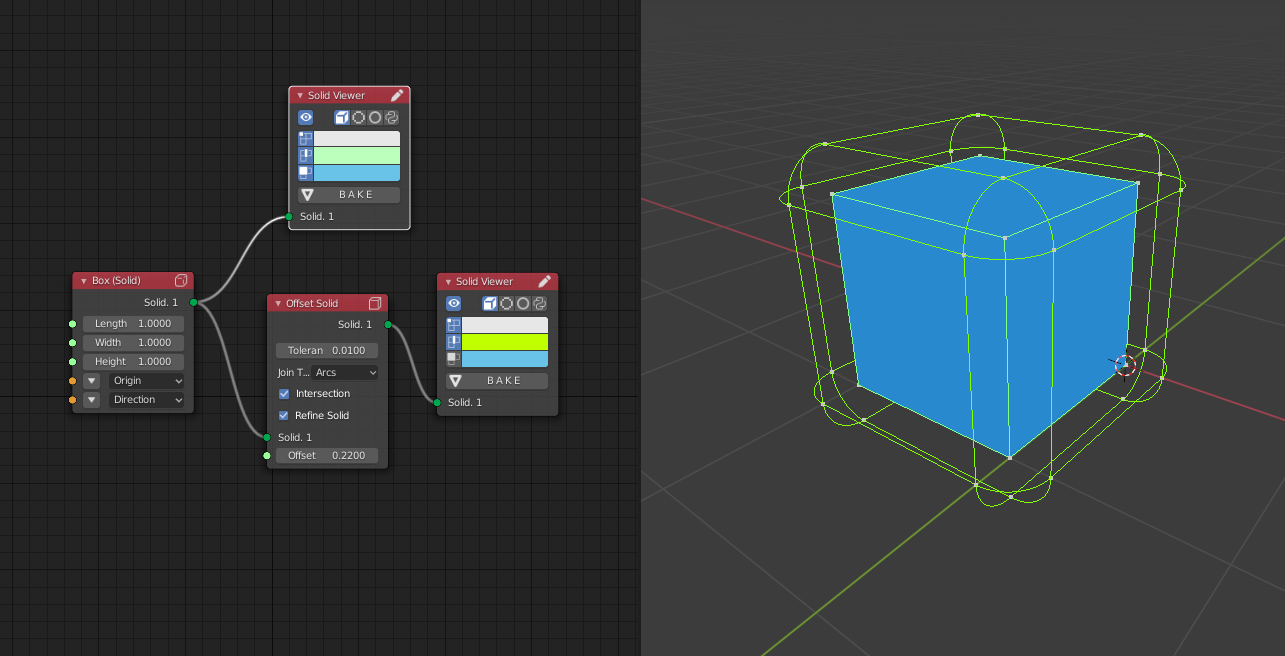 Solid Viewer
BAKE
Solid. 1
Box (Solid)
Solid. 1
Length 1.0000
Width 1.0000
Height 1.0000
Origin
Direction
Offset Solid
Solid. 1
Toleran 0.0100
Join T... Arcs
Intersection
Refine Solid
Solid. 1
Offset 0.2200
Solid Viewer
BAKE
Solid. 1